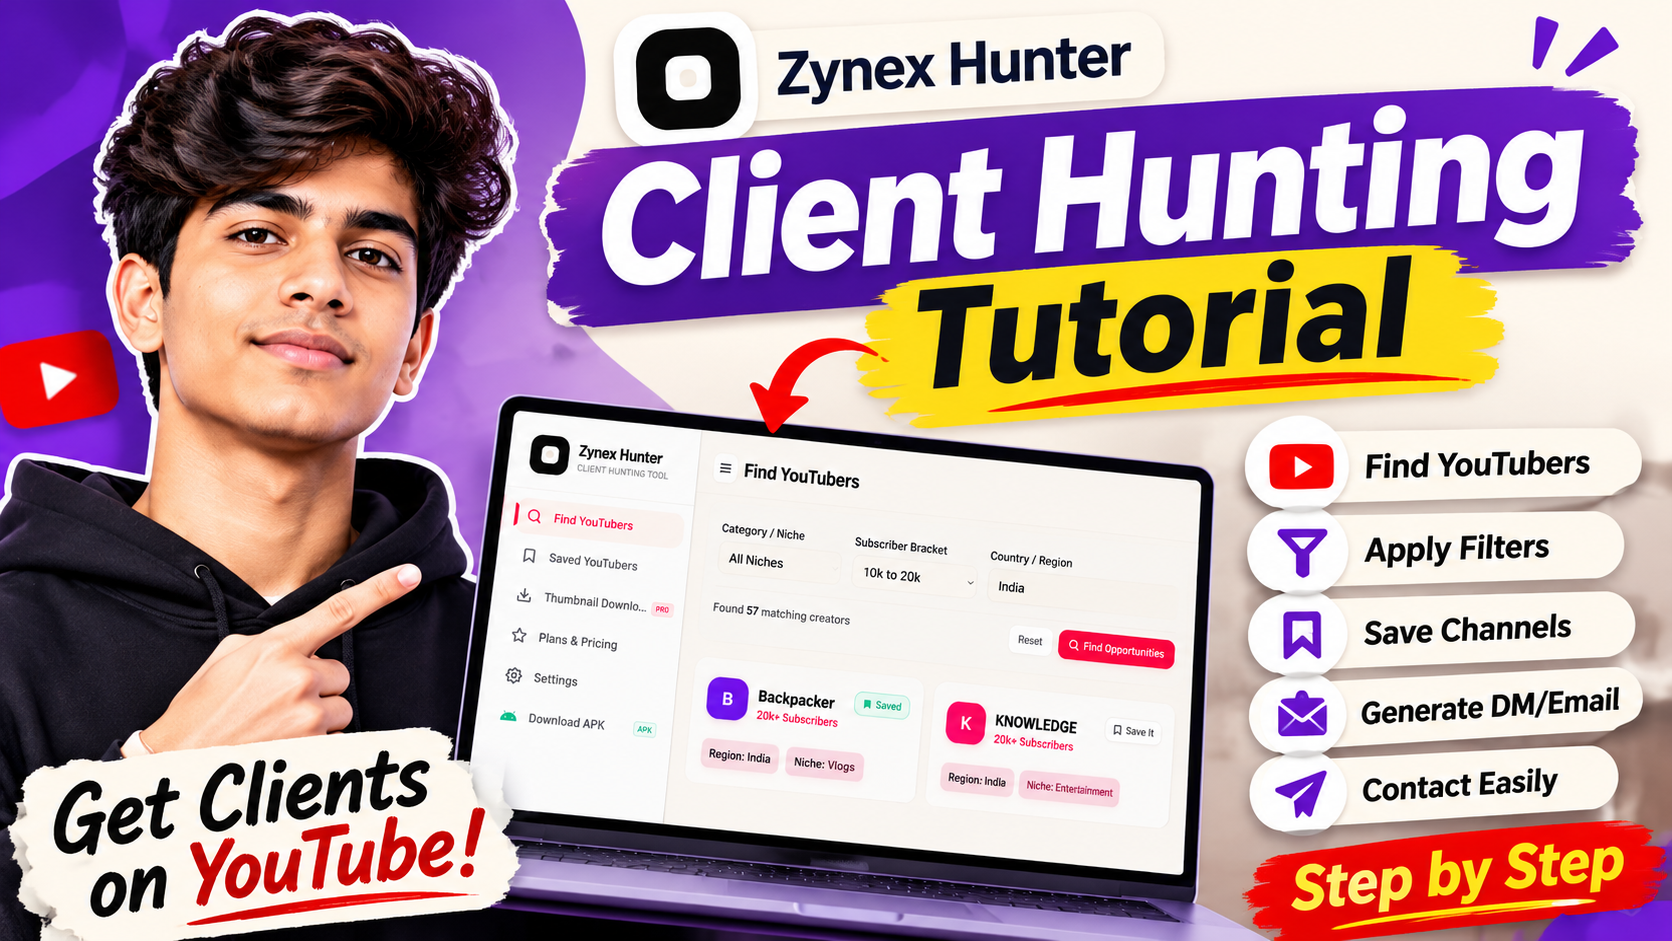 Zynex Hunter
Client Hunting
Tutorial
Zynex Hunter
CLIENT HUNTING TOOL
Find YouTubers
Saved YouTubers
Thumbnail Downlo... PRO
Plans & Pricing
Settings
Download APK APK
Find YouTubers
Category / Niche
All Niches
Subscriber Bracket
10k to 20k
Country / Region
India
Found 57 matching creators
Reset
Find Opportunities
B
Backpacker
20k+ Subscribers
Saved
Region: India
Niche: Vlogs
K
KNOWLEDGE
20k+ Subscribers
Save It
Region: India
Niche: Entertainment
Find YouTubers
Apply Filters
Save Channels
Generate DM/Email
Contact Easily
Step by Step
Get Clients
on YouTube!